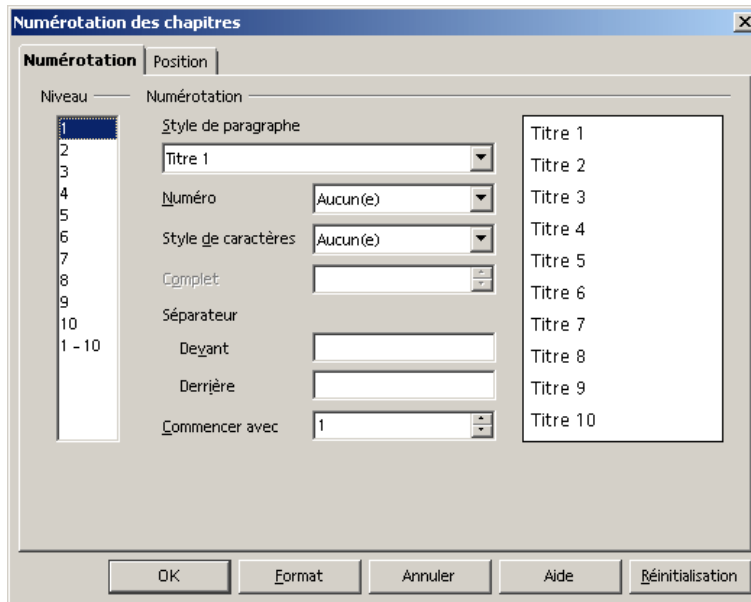 Numérotation des chapitres
Numérotation
Position
Niveau
1
2
3
4
5
6
7
8
9
10
1 - 10
Numérotation
Style de paragraphe
Titre 1
Numéro
Aucun(e)
Style de caractères
Aucun(e)
Complet
Séparateur
Devant
Derrière
Commencer avec
1
Titre 1
Titre 2
Titre 3
Titre 4
Titre 5
Titre 6
Titre 7
Titre 8
Titre 9
Titre 10
OK
Format
Annuler
Aide
Réinitialisation